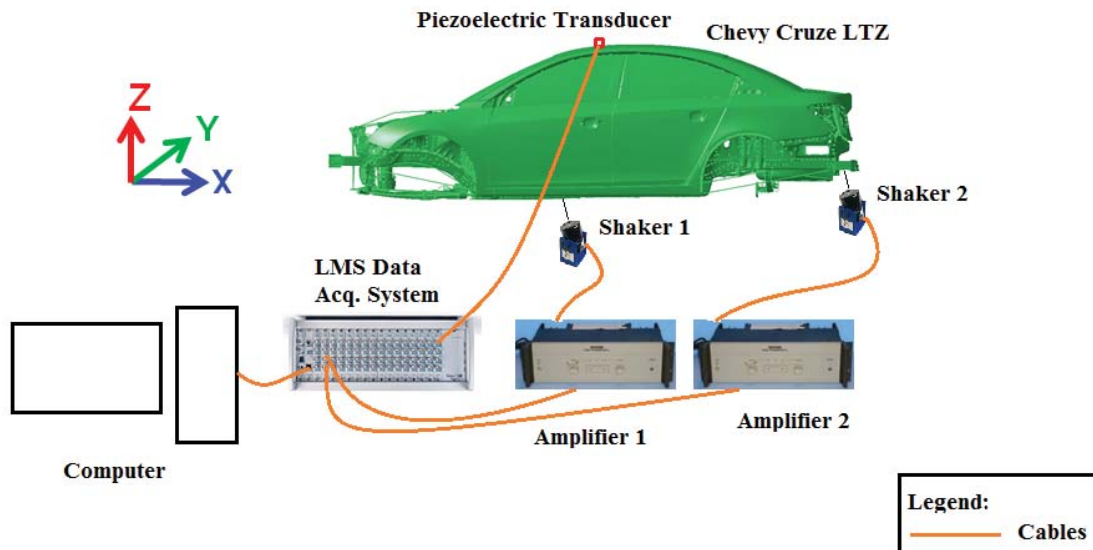 Piezoelectric Transducer
Chevy Cruze LTZ
Z
Y
X
Shaker 2
Shaker 1
LMS Data
Acq. System
Amplifier 1
Amplifier 2
Computer
Legend:
Cables